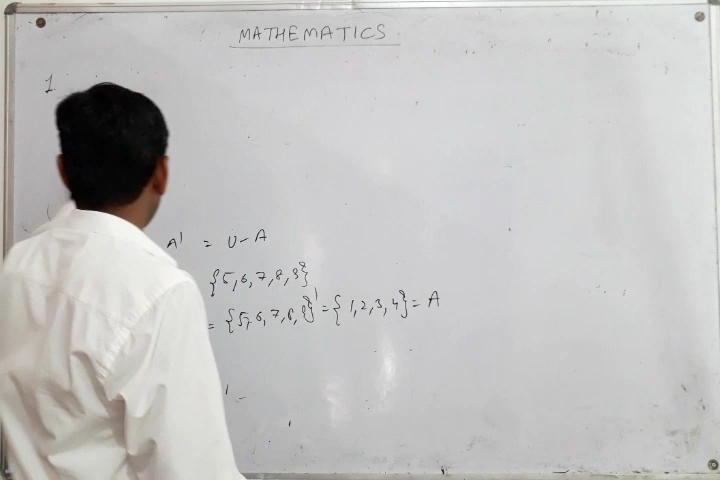 MATHEMATICS
1.
A' = U-A
{5,6,7,8,9}
= {5,6,7,8,9}' = {1,2,3,4} = A